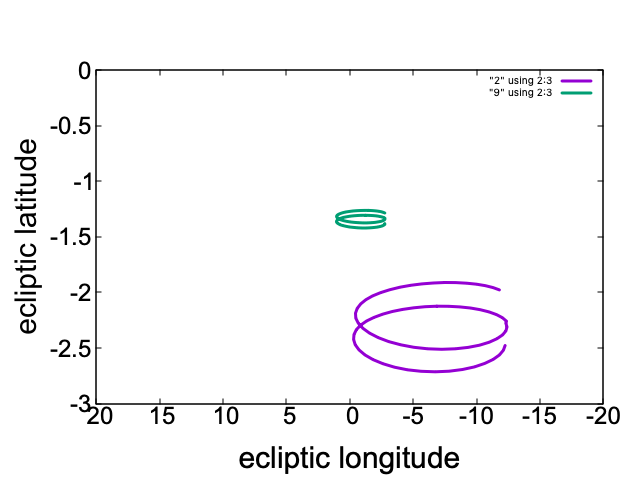 0
-0.5
-1
-1.5
-2
-2.5
-3
20 15 10 5 0 -5 -10 -15 -20
ecliptic latitude
ecliptic longitude
"2" using 2:3
"9" using 2:3